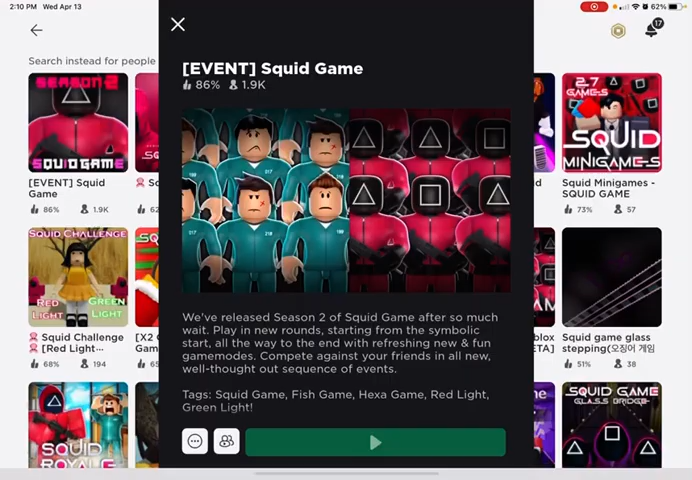 2:10 PM Wed Apr 13
62%
17
Search instead for people
[EVENT] Squid Game
86% 1.9K
We've released Season 2 of Squid Game after so much
wait. Play in new rounds, starting from the symbolic
start, all the way to the end with refreshing new & fun
gamemodes. Compete against your friends in all new,
well-thought out sequence of events.
Tags: Squid Game, Fish Game, Hexa Game, Red Light,
Green Light!
SEASON 2
SQUID GAME
[EVENT] Squid
Game
86% 1.9K
SQUID CHALLENGE
RED
LIGHT
GREEN
LIGHT
Squid Challenge
[Red Light...
68% 194
[X2
Gam
65%
SQUID
ROYALE
2.7
GAMES
SQUID
MINIGAMES
Squid Minigames -
SQUID GAME
73% 57
Squid game glass
stepping(오징어 게임
51% 38
SQUID GAME
GLASS BRIDGE